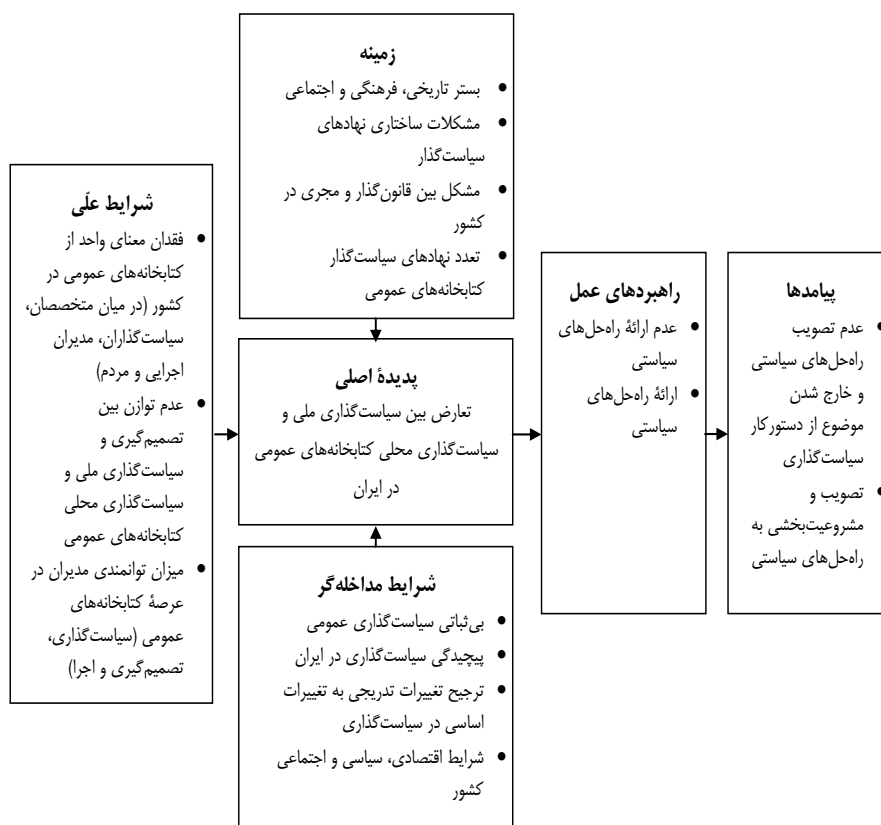 زمینه
بستر تاریخی، فرهنگی و اجتماعی
مشکلات ساختاری نهادهای
سیاست‌گذار
مشکل بین قانون‌گذار و مجری در
کشور
تعدد نهادهای سیاست‌گذار
کتابخانه‌های عمومی
شرایط علّی
فقدان معنای واحد از
کتابخانه‌های عمومی در
کشور (در میان متخصصان،
سیاست‌گذاران، مدیران
اجرایی و مردم)
عدم توازن بین
تصمیم‌گیری و
سیاست‌گذاری ملی و
سیاست‌گذاری محلی
کتابخانه‌های عمومی
میزان توانمندی مدیران در
عرصهٔ کتابخانه‌های
عمومی (سیاست‌گذاری،
تصمیم‌گیری و اجرا)
پدیدهٔ اصلی
تعارض بین سیاست‌گذاری ملی و
سیاست‌گذاری محلی کتابخانه‌های عمومی
در ایران
شرایط مداخله‌گر
بی‌ثباتی سیاست‌گذاری عمومی
پیچیدگی سیاست‌گذاری در ایران
ترجیح تغییرات تدریجی به تغییرات
اساسی در سیاست‌گذاری
شرایط اقتصادی، سیاسی و اجتماعی
کشور
راهبردهای عمل
عدم ارائهٔ راه‌حل‌های
سیاستی
ارائهٔ راه‌حل‌های
سیاستی
پیامدها
عدم تصویب
راه‌حل‌های سیاستی
و خارج شدن
موضوع از دستورکار
سیاست‌گذاری
تصویب و
مشروعیت‌بخشی به
راه‌حل‌های سیاستی